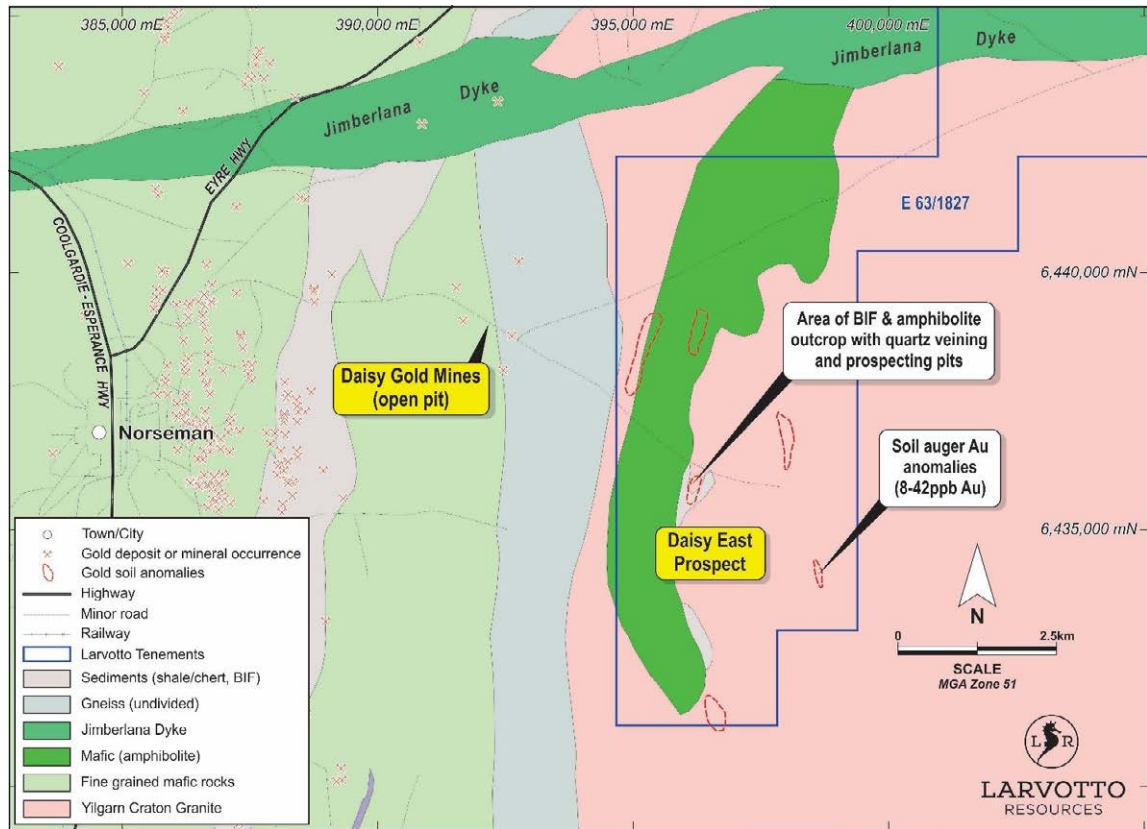 385,000 mE
390,000 mE
395,000 mE
400,000 mE
Jimberlana Dyke
Jimberlana Dyke
EYRE HWY
COOLGARDIE - ESPERANCE HWY
E 63/1827
6,440,000 mN
Area of BIF & amphibolite
outcrop with quartz veining
and prospecting pits
Daisy Gold Mines
(open pit)
Norseman
Soil auger Au
anomalies
(8-42ppb Au)
6,435,000 mN
Daisy East
Prospect
Town/City
Gold deposit or mineral occurrence
Gold soil anomalies
Highway
Minor road
Railway
Larvotto Tenements
Sediments (shale/chert, BIF)
Gneiss (undivided)
Jimberlana Dyke
Mafic (amphibolite)
Fine grained mafic rocks
Yilgarn Craton Granite
N
0
2.5km
SCALE
MGA Zone 51
L R
LARVOTTO
RESOURCES